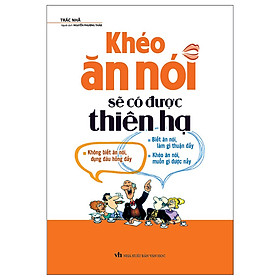 TRÁC NHÃ
Người dịch: NGUYỄN PHƯƠNG THẢO
Khéo
ăn nói
sẽ có được
thiên hạ
Biết ăn nói,
làm gì thuận đấy
Khéo ăn nói,
muốn gì được nấy
Không biết ăn nói,
đụng đâu hỏng đấy
NHÀ XUẤT BẢN VĂN HỌC